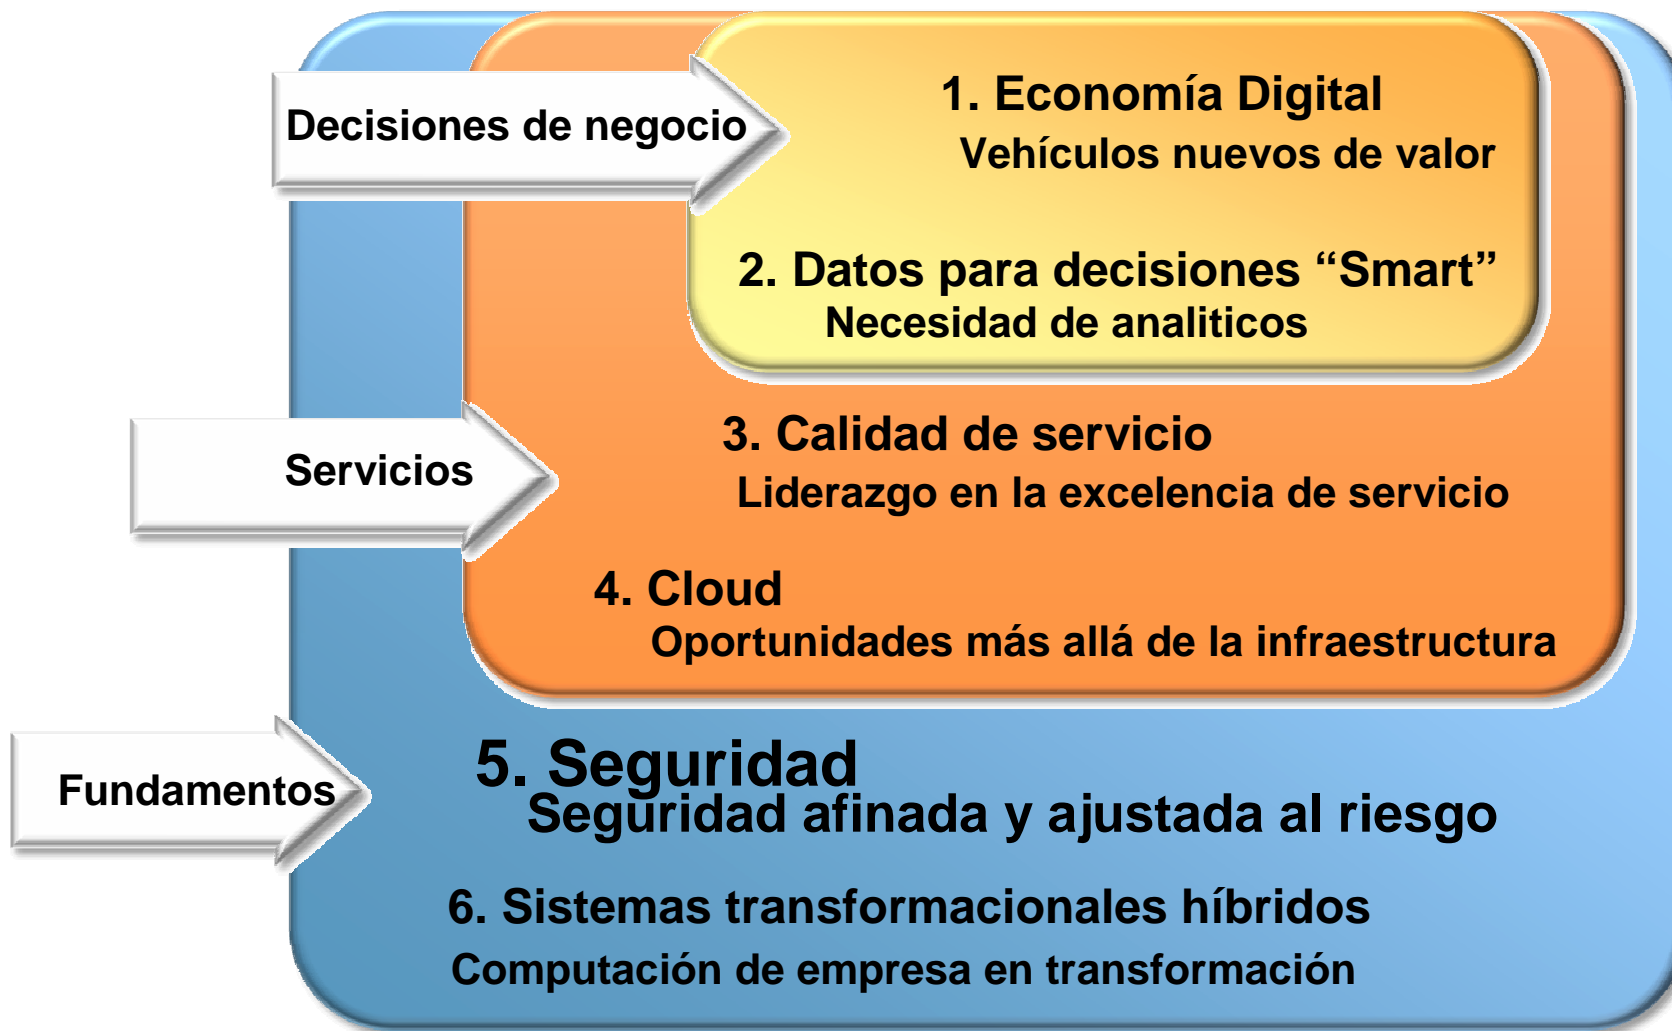 Decisiones de negocio
1. Economía Digital
Vehículos nuevos de valor
2. Datos para decisiones “Smart”
Necesidad de analiticos
Servicios
3. Calidad de servicio
Liderazgo en la excelencia de servicio
4. Cloud
Oportunidades más allá de la infraestructura
Fundamentos
5. Seguridad
Seguridad afinada y ajustada al riesgo
6. Sistemas transformacionales híbridos
Computación de empresa en transformación